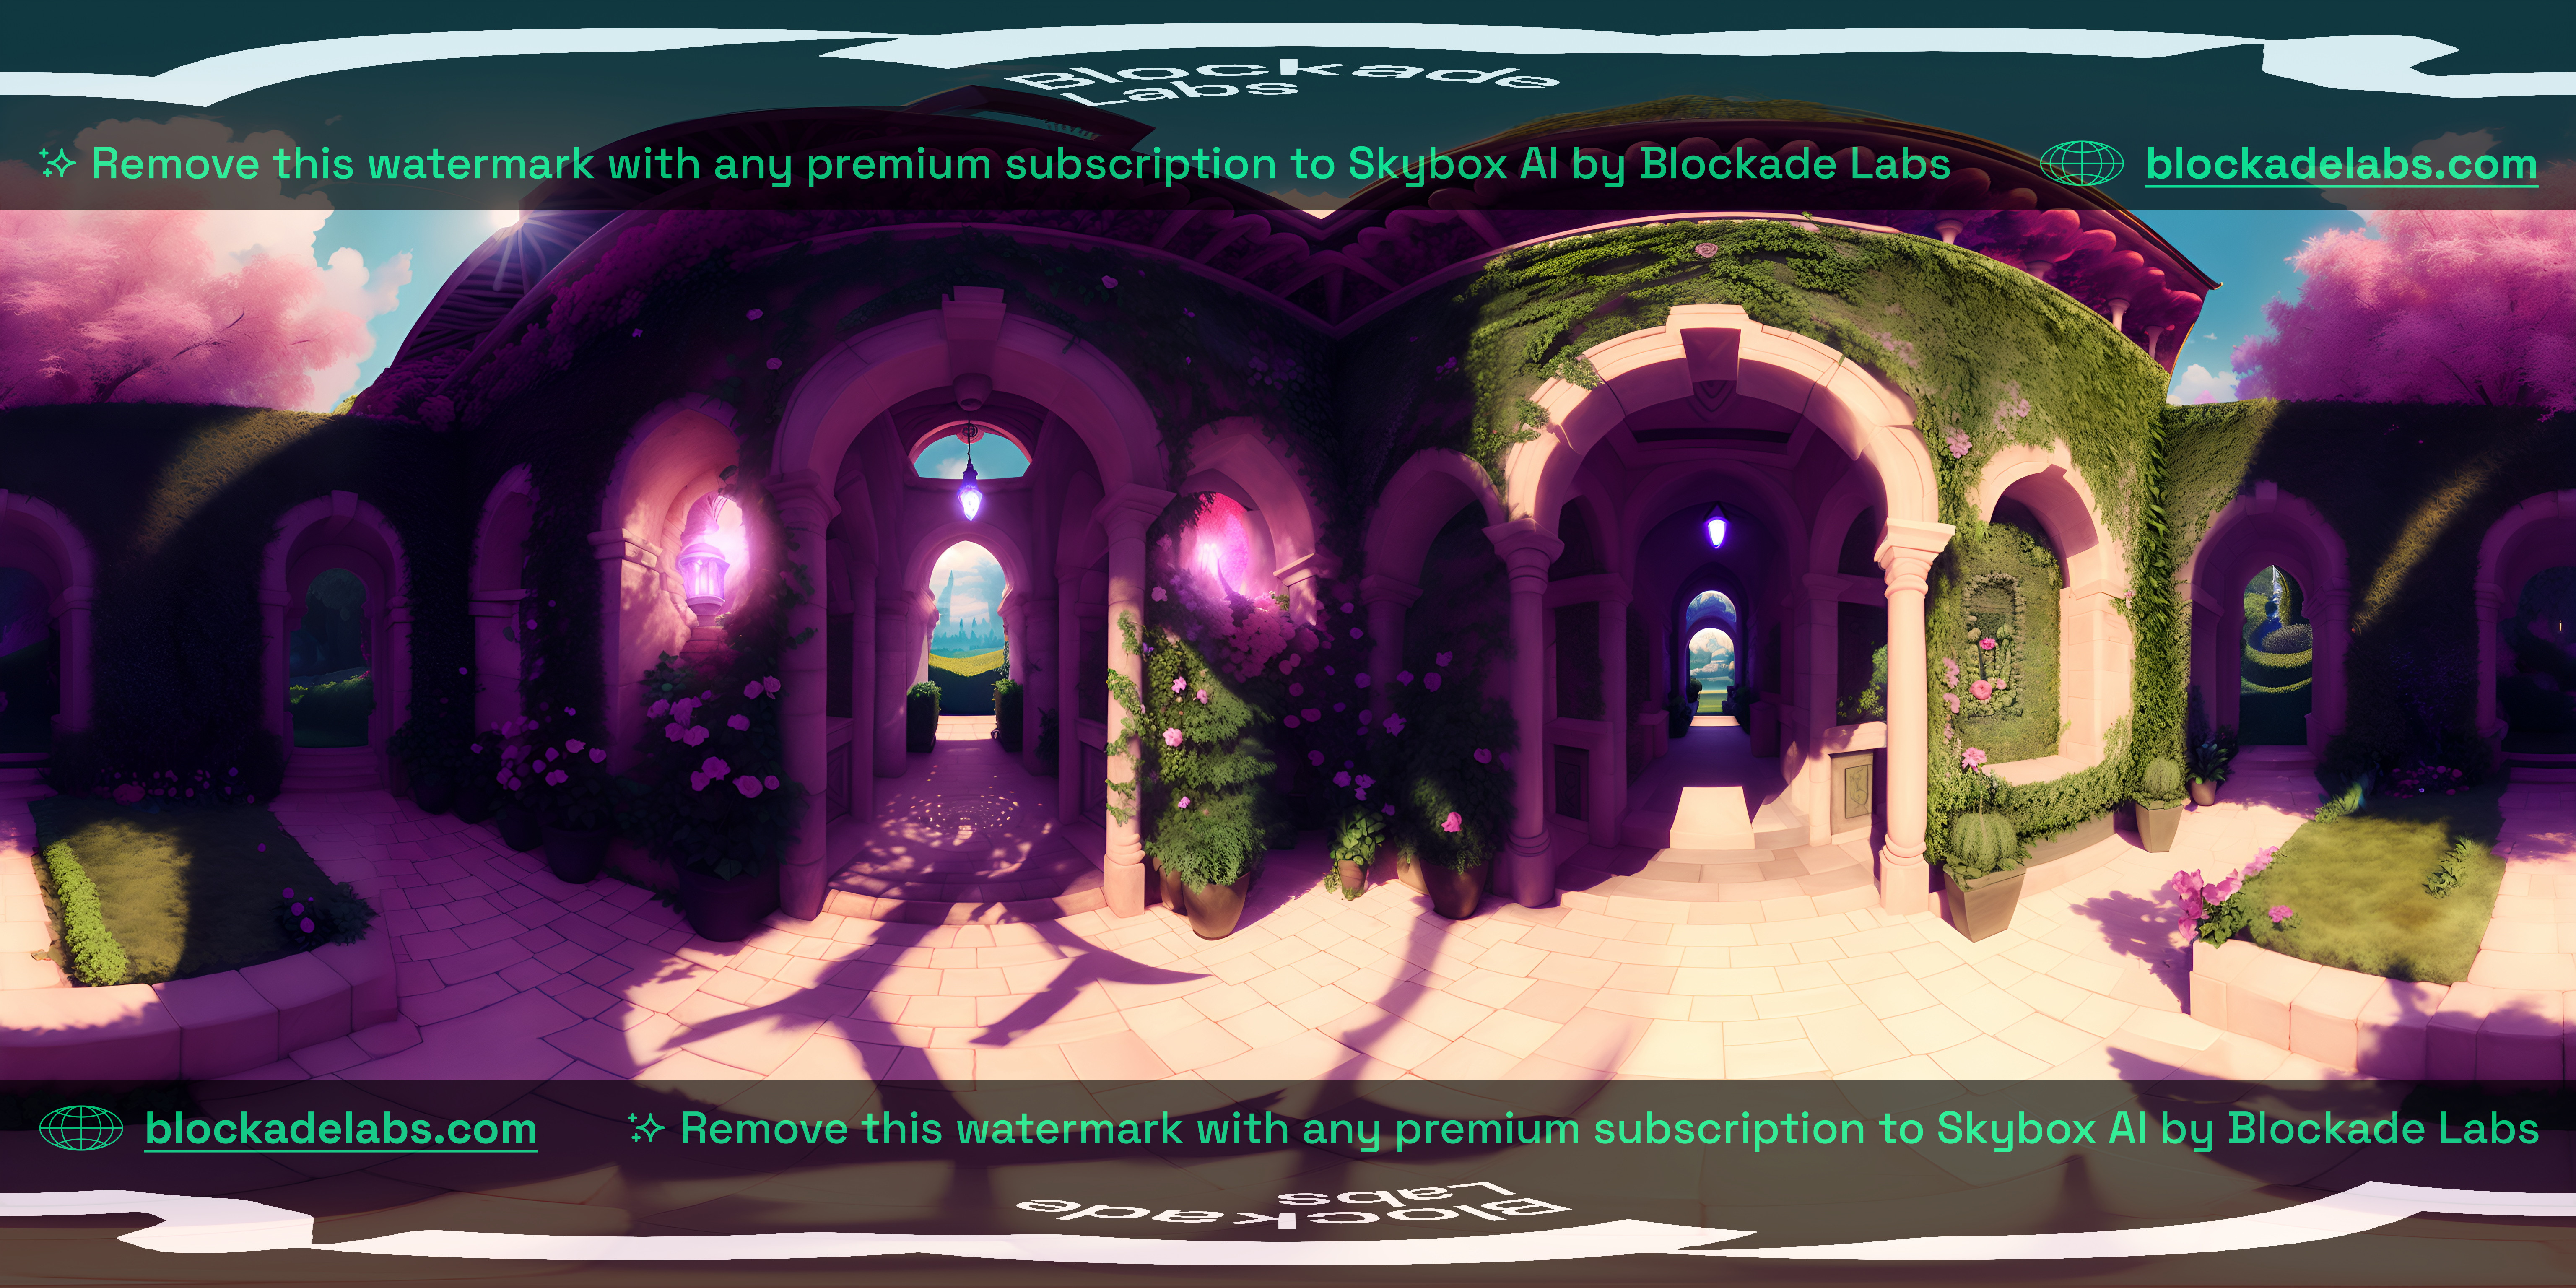 Blockade
Labs
Remove this watermark with any premium subscription to Skybox AI by Blockade Labs
blockadelabs.com
blockadelabs.com
Remove this watermark with any premium subscription to Skybox AI by Blockade Labs
Blockade
Labs